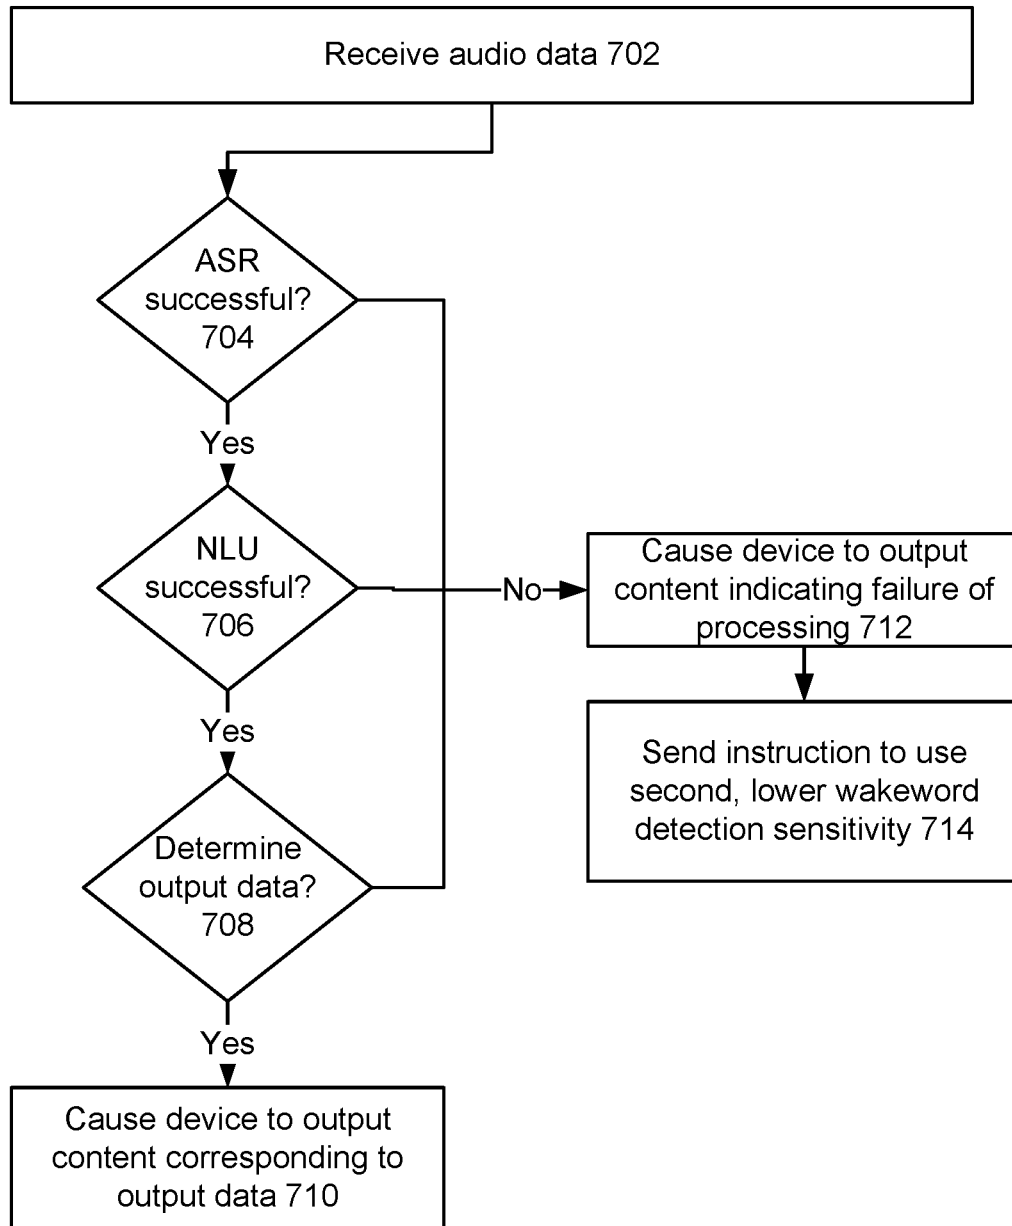 Receive audio data 702
ASR
successful?
704
Yes
NLU
successful?
706
No
Cause device to output
content indicating failure of
processing 712
Yes
Send instruction to use
second, lower wakeword
detection sensitivity 714
Determine
output data?
708
Yes
Cause device to output
content corresponding to
output data 710